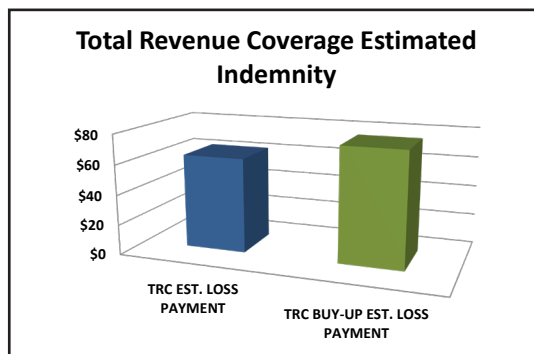 Total Revenue Coverage Estimated
Indemnity
$80
$60
$40
$20
$0
TRC EST. LOSS
PAYMENT
TRC BUY-UP EST. LOSS
PAYMENT